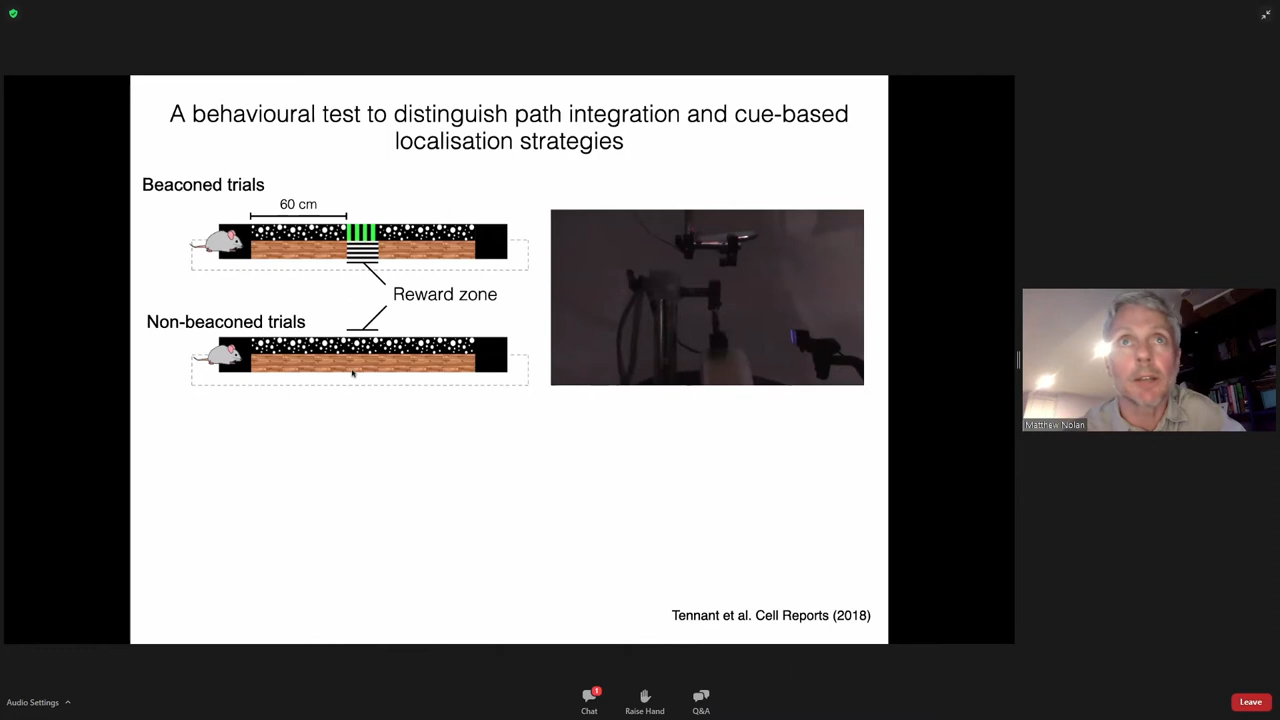 A behavioural test to distinguish path integration and cue-based
localisation strategies
Beaconed trials
60 cm
Reward zone
Non-beaconed trials
Tennant et al. Cell Reports (2018)
Matthew Nolan
Audio Settings
1
Chat
Raise Hand
Q&A
Leave